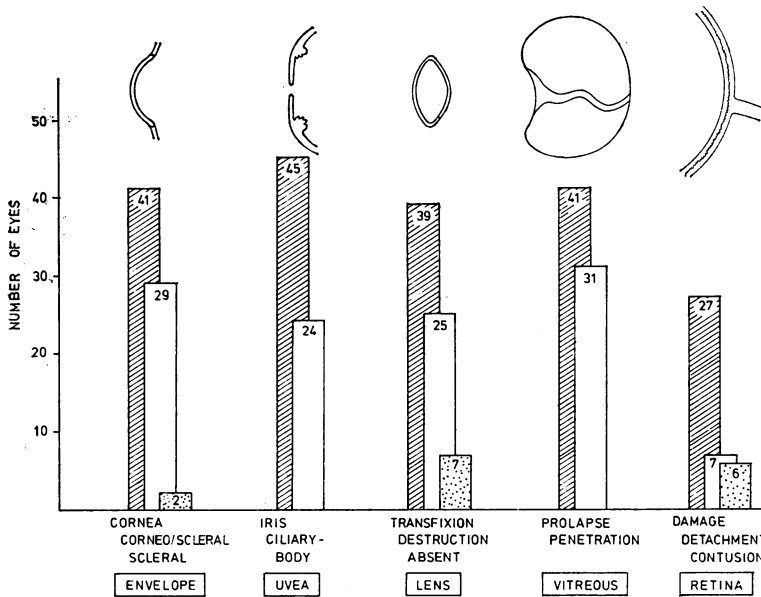 NUMBER OF EYES
50
40
30
20
10
41
29
2
45
24
39
25
7
41
31
27
7
6
CORNEA
CORNEO/SCLERAL
SCLERAL
IRIS
CILIARY-
BODY
TRANSFIXION
DESTRUCTION
ABSENT
PROLAPSE
PENETRATION
DAMAGE
DETACHMENT
CONTUSION
ENVELOPE
UVEA
LENS
VITREOUS
RETINA